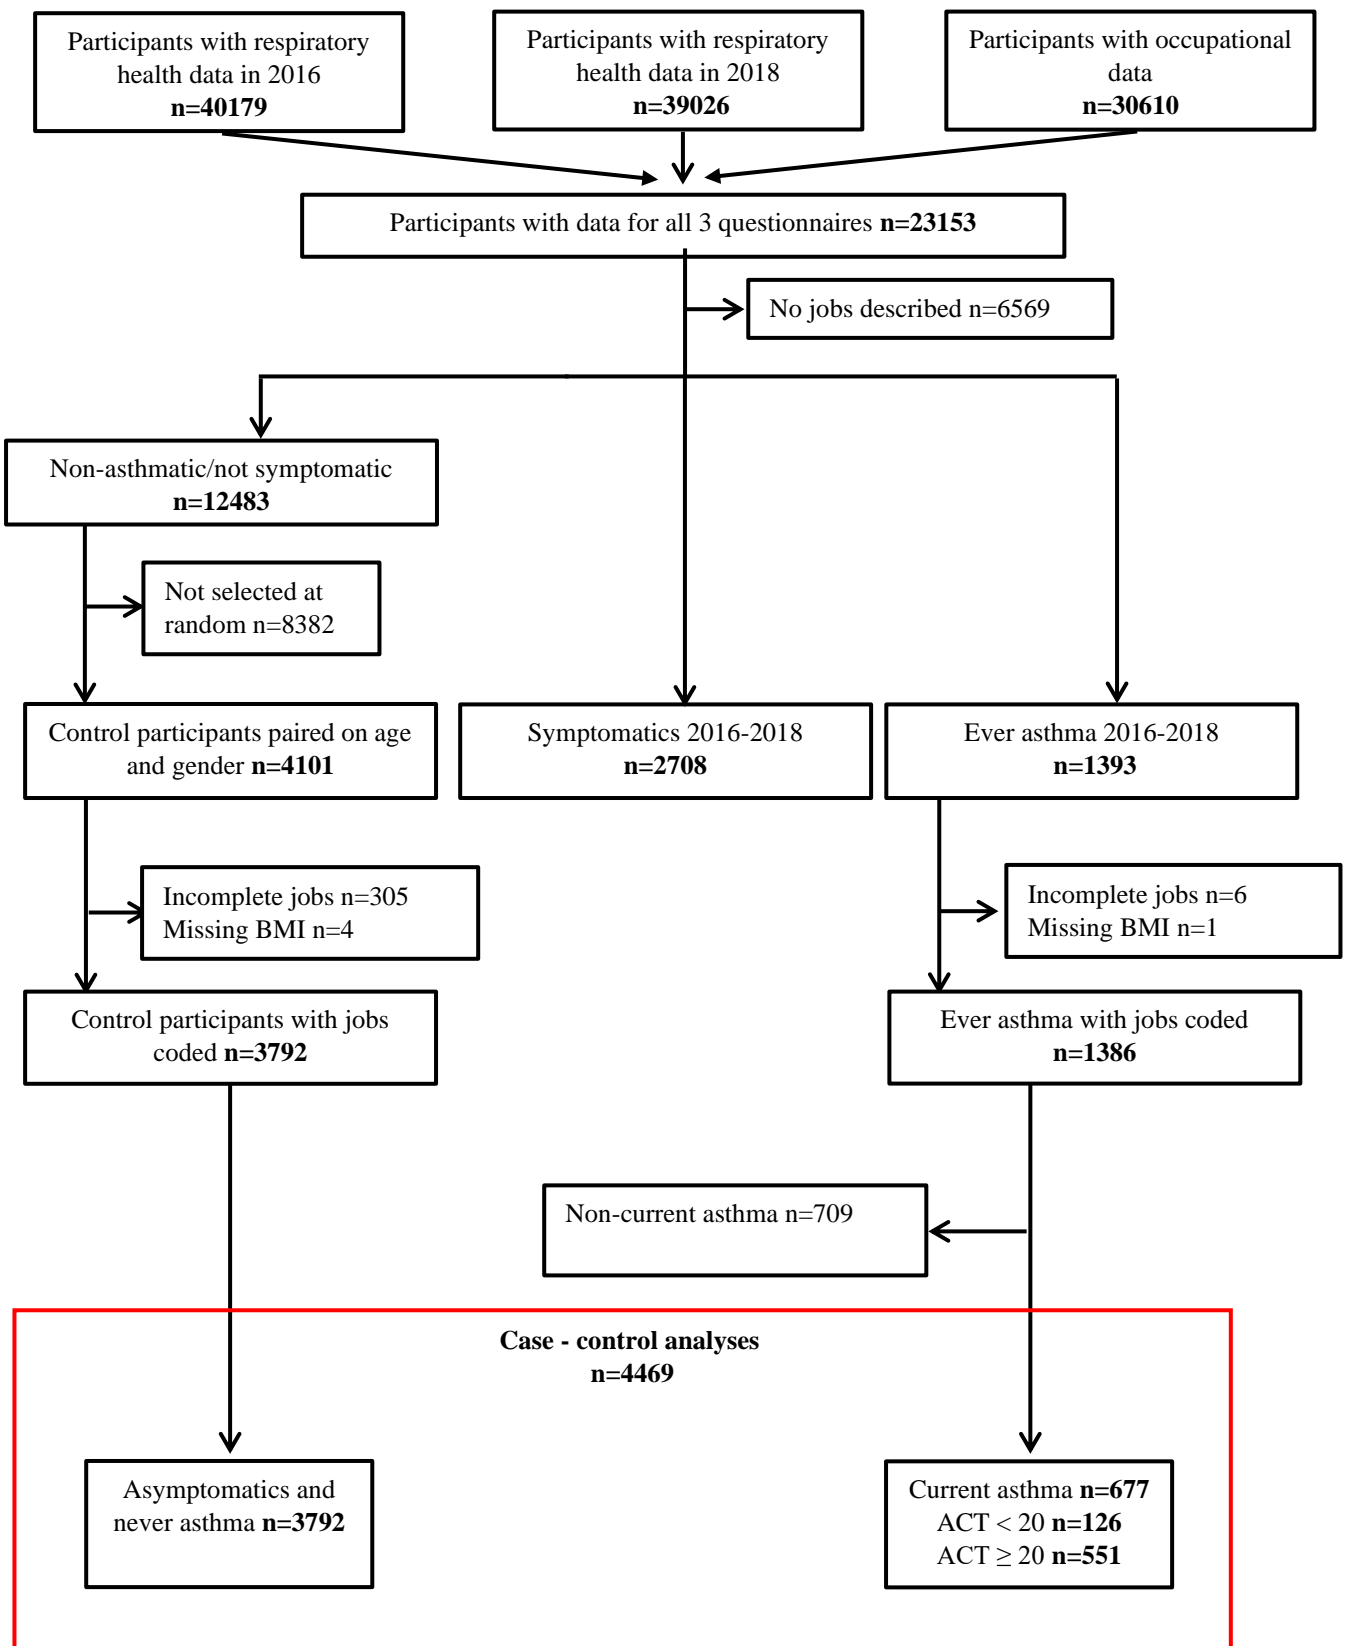 Participants with respiratory
health data in 2016
n=40179
Participants with respiratory
health data in 2018
n=39026
Participants with occupational
data
n=30610
Participants with data for all 3 questionnaires n=23153
No jobs described n=6569
Non-asthmatic/not symptomatic
n=12483
Not selected at
random n=8382
Control participants paired on age
and gender n=4101
Symptomatics 2016-2018
n=2708
Ever asthma 2016-2018
n=1393
Incomplete jobs n=305
Missing BMI n=4
Incomplete jobs n=6
Missing BMI n=1
Control participants with jobs
coded n=3792
Ever asthma with jobs coded
n=1386
Non-current asthma n=709
Case - control analyses
n=4469
Asymptomatics and
never asthma n=3792
Current asthma n=677
ACT < 20 n=126
ACT ≥ 20 n=551